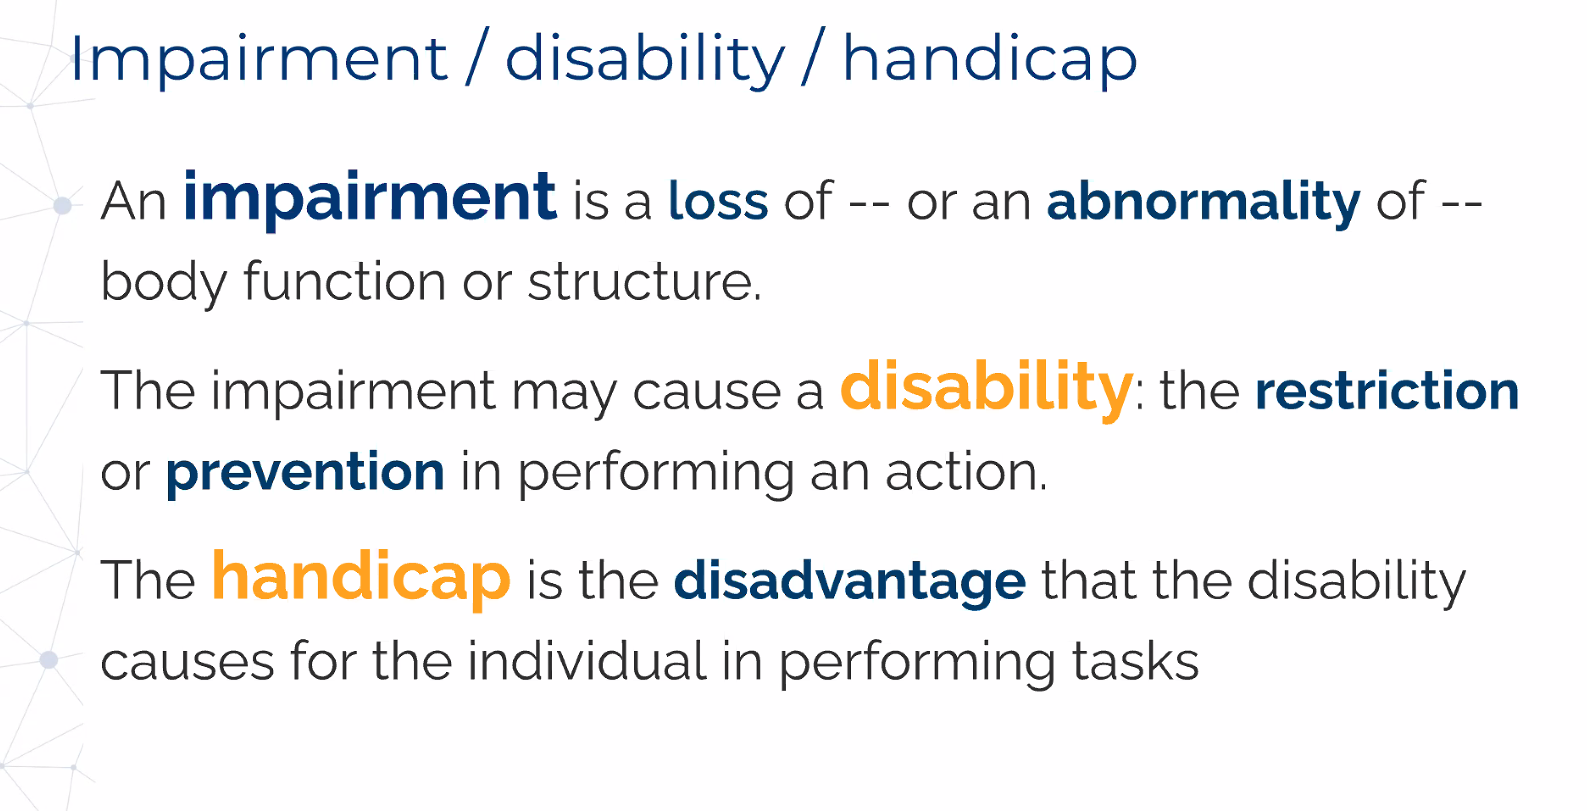 Impairment / disability / handicap
An impairment is a loss of -- or an abnormality of --
body function or structure.
The impairment may cause a disability: the restriction
or prevention in performing an action.
The handicap is the disadvantage that the disability
causes for the individual in performing tasks